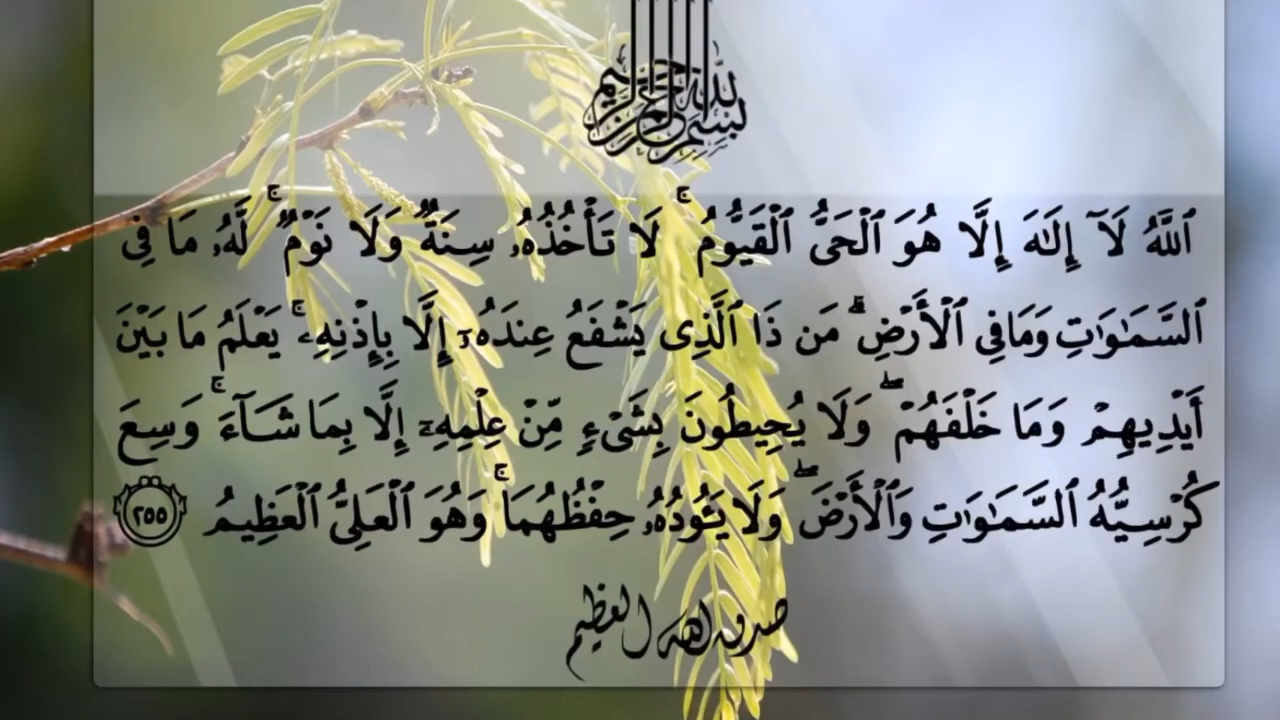 بسم الله الرحمن الرحيم
ٱللَّهُ لَآ إِلَٰهَ إِلَّا هُوَ ٱلْحَىُّ ٱلْقَيُّومُ ۚ لَا تَأْخُذُهُۥ سِنَةٌ وَلَا نَوْمٌ ۚ لَّهُۥ مَا فِى
ٱلسَّمَٰوَٰتِ وَمَا فِى ٱلْأَرْضِ ۗ مَن ذَا ٱلَّذِى يَشْفَعُ عِندَهُۥٓ إِلَّا بِإِذْنِهِۦ ۚ يَعْلَمُ مَا بَيْنَ
أَيْدِيهِمْ وَمَا خَلْفَهُمْ ۖ وَلَا يُحِيطُونَ بِشَىْءٍ مِّنْ عِلْمِهِۦٓ إِلَّا بِمَا شَآءَ ۚ وَسِعَ
كُرْسِيُّهُ ٱلسَّمَٰوَٰتِ وَٱلْأَرْضَ ۖ وَلَا يَـُٔودُهُۥ حِفْظُهُمَا ۚ وَهُوَ ٱلْعَلِىُّ ٱلْعَظِيمُ ٢٥٥
صدق الله العظيم